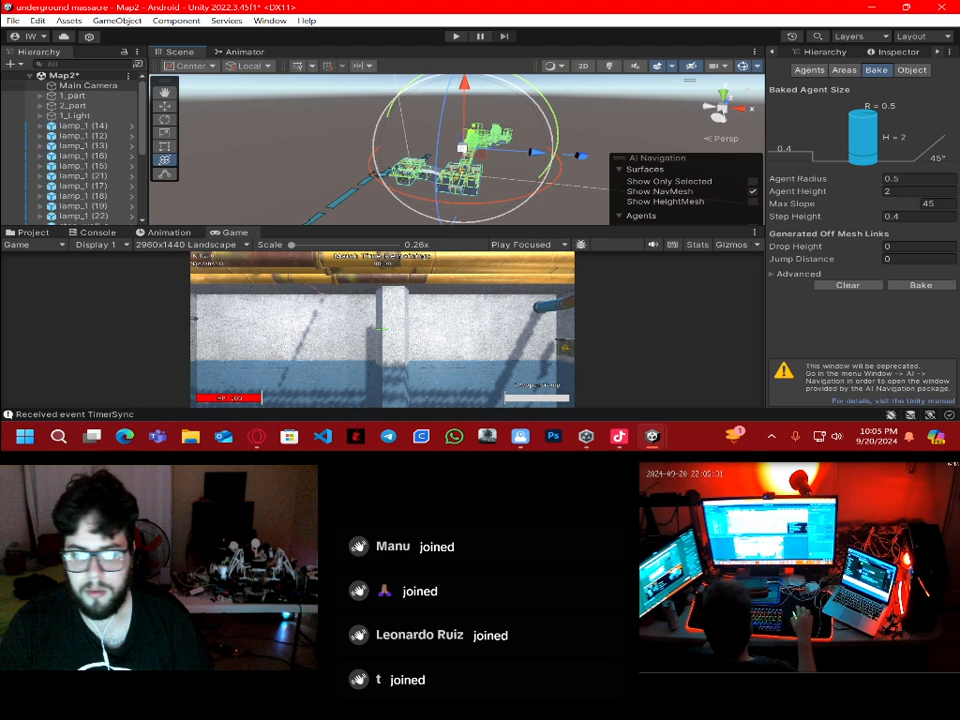 underground massacre - Map2 - Android - Unity 2022.3.45f1* <DX11>
File Edit Assets GameObject Component Services Window Help
IW Layers Layout
Hierarchy Scene Animator Hierarchy Inspector
All Center Local 2D Agents Areas Bake Object
Map2*
Main Camera
1_part
2_part
1_Light
lamp_1 (14)
lamp_1 (12)
lamp_1 (13)
lamp_1 (16)
lamp_1 (15)
lamp_1 (21)
lamp_1 (17)
lamp_1 (18)
lamp_1 (19)
lamp_1 (22)
x
Persp
AI Navigation
Surfaces
Show Only Selected
Show NavMesh
Show HeightMesh
Agents
Baked Agent Size
R = 0.5
H = 2
0.4
45°
Agent Radius 0.5
Agent Height 2
Max Slope 45
Step Height 0.4
Generated Off Mesh Links
Drop Height 0
Jump Distance 0
Advanced
Clear Bake
This window will be deprecated.
Go in the menu Window -> AI ->
Navigation in order to open the window
provided by the AI Navigation package.
For details, visit the Unity manual
Project Console Animation Game
Game Display 1 2960x1440 Landscape Scale 0.26x Play Focused Stats Gizmos
Received event TimerSync
10:05 PM
9/20/2024
2024-09-20 22:05:31
Manu joined
🙏🏽 joined
Leonardo Ruiz joined
t joined